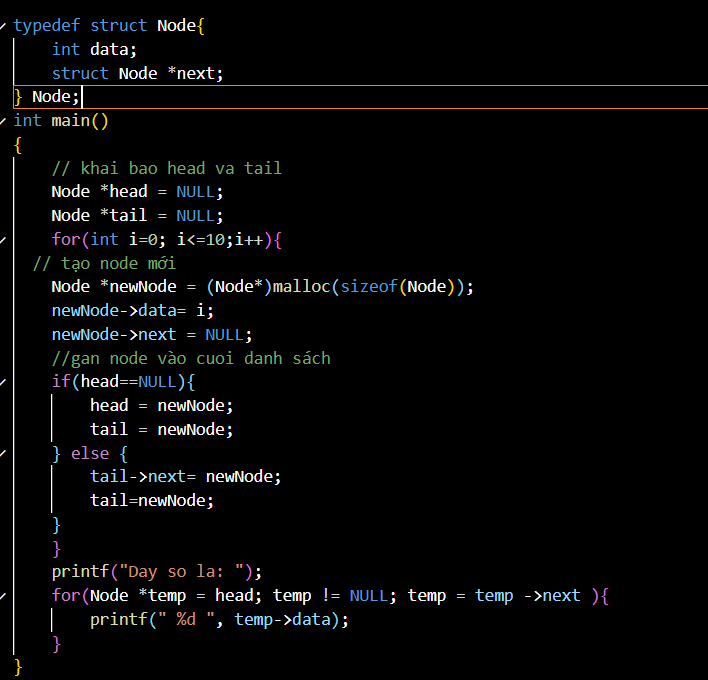 typedef struct Node{
int data;
struct Node *next;
} Node;
int main()
{
// khai bao head va tail
Node *head = NULL;
Node *tail = NULL;
for(int i=0; i<=10;i++){
// tạo node mới
Node *newNode = (Node*)malloc(sizeof(Node));
newNode->data= i;
newNode->next = NULL;
//gan node vào cuoi danh sách
if(head==NULL){
head = newNode;
tail = newNode;
} else {
tail->next= newNode;
tail=newNode;
}
}
printf("Day so la: ");
for(Node *temp = head; temp != NULL; temp = temp ->next ){
printf(" %d ", temp->data);
}
}